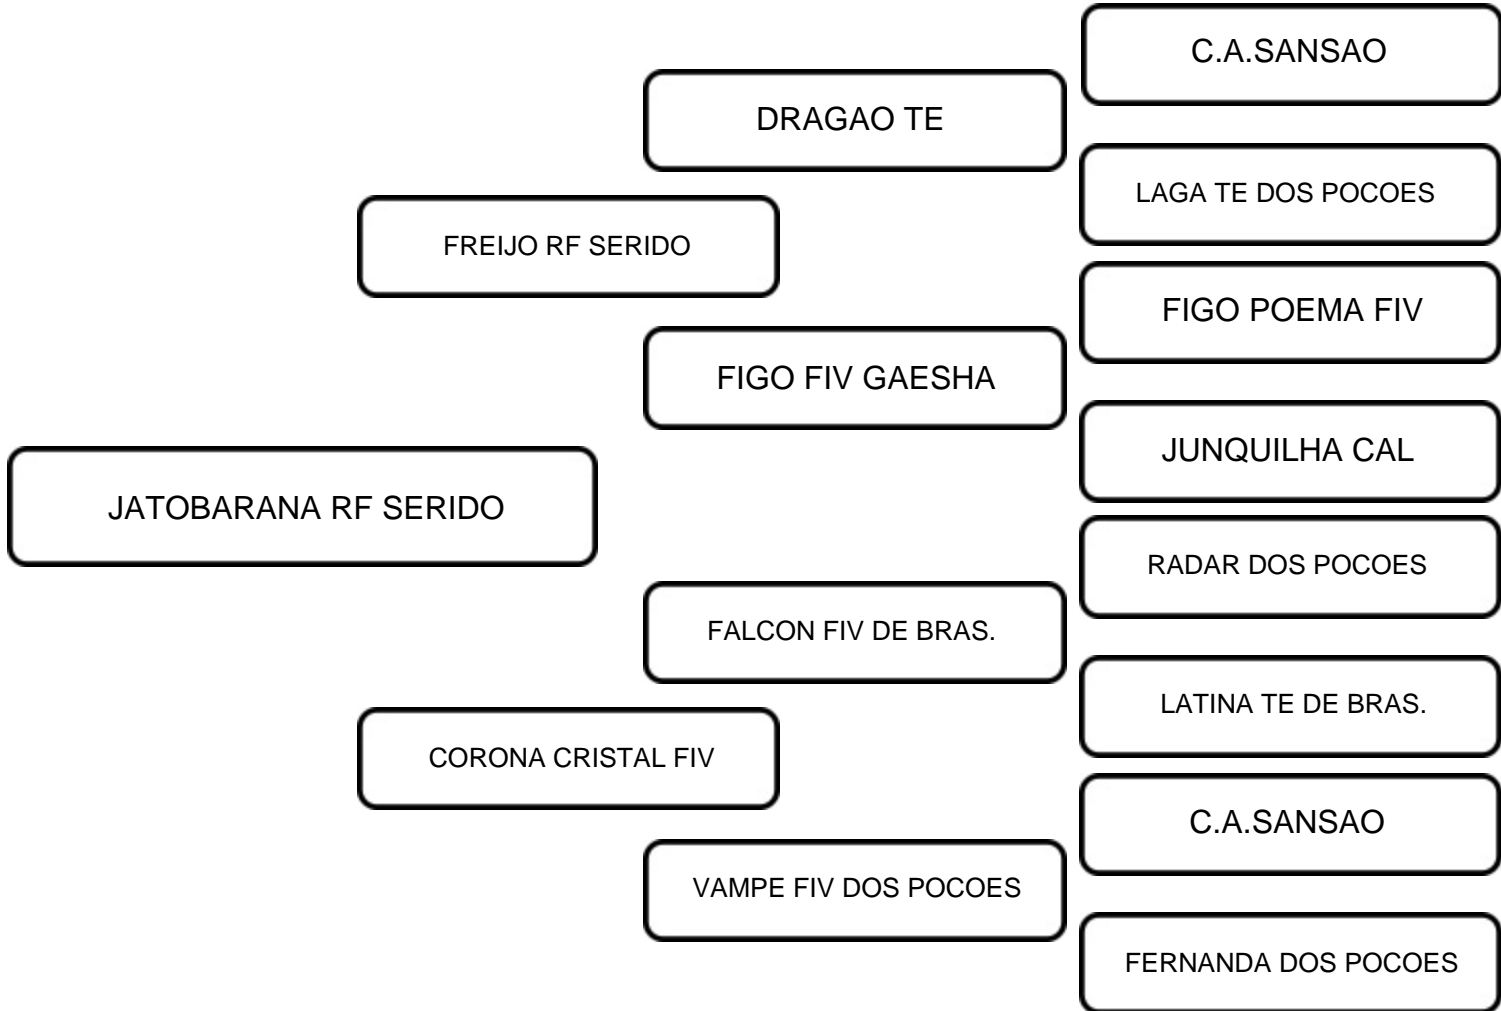 C.A.SANSAO
DRAGAO TE
LAGA TE DOS POCOES
FREIJO RF SERIDO
FIGO POEMA FIV
FIGO FIV GAESHA
JUNQUILHA CAL
JATOBARANA RF SERIDO
RADAR DOS POCOES
FALCON FIV DE BRAS.
LATINA TE DE BRAS.
CORONA CRISTAL FIV
C.A.SANSAO
VAMPE FIV DOS POCOES
FERNANDA DOS POCOES